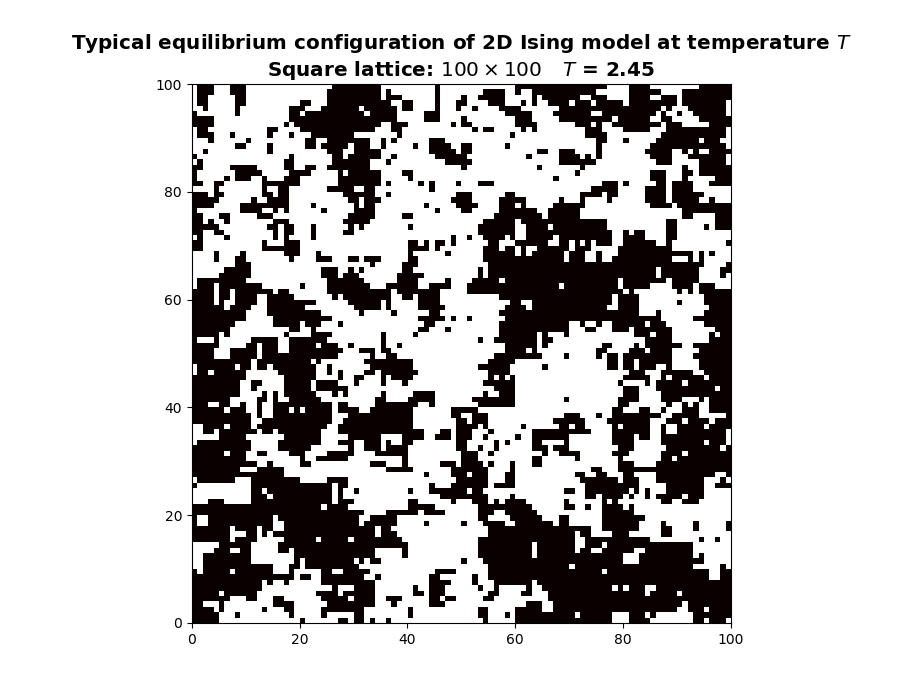 Typical equilibrium configuration of 2D Ising model at temperature T
Square lattice: 100 × 100 T = 2.45
100
80
60
40
20
0
0 20 40 60 80 100